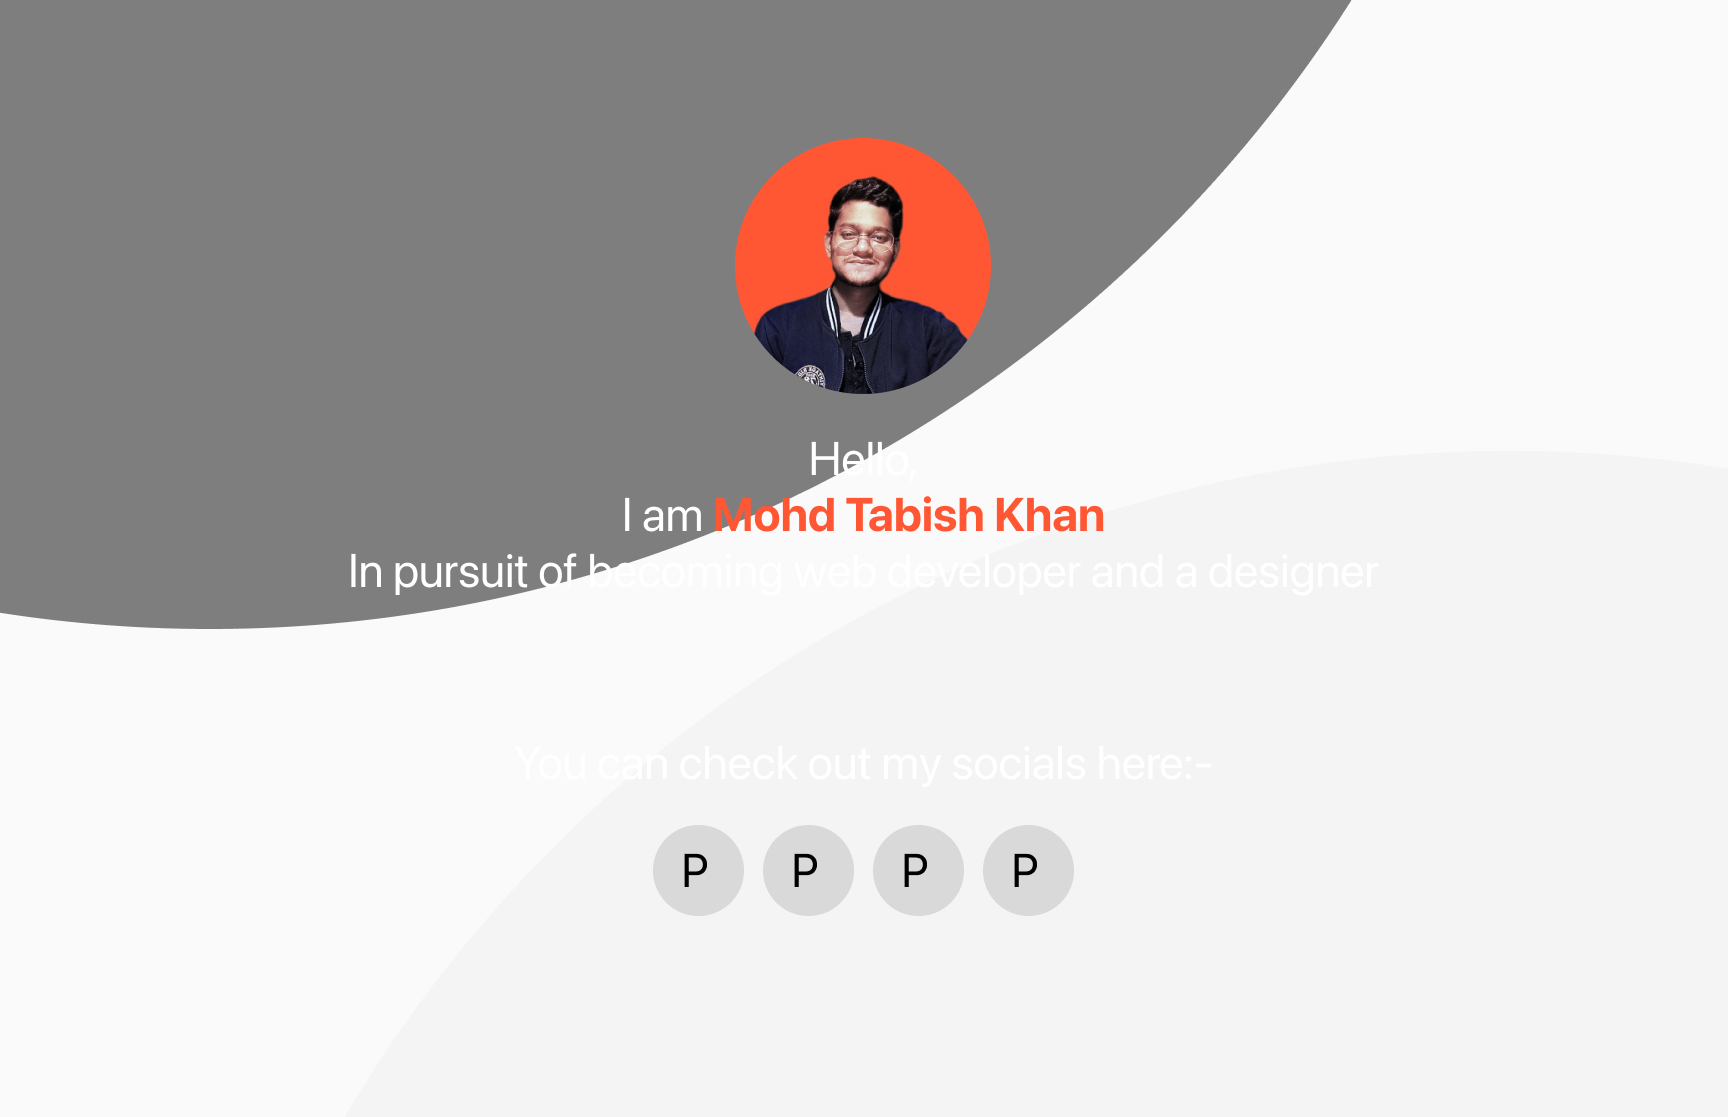 Hello,
I am Mohd Tabish Khan
In pursuit of becoming web developer and a designer
You can check out my socials here:-
P P P P